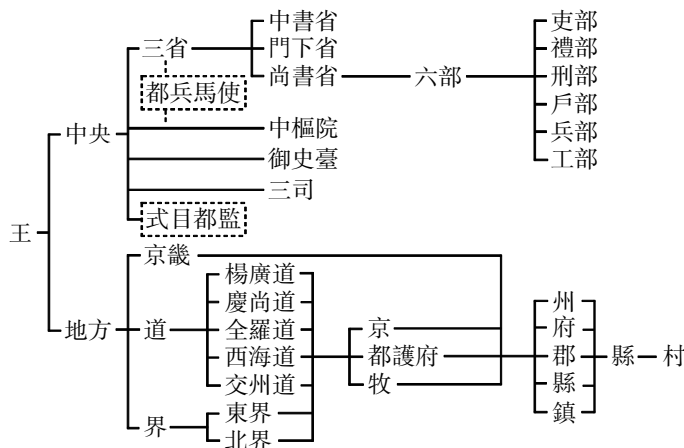 王
中央
三省
中書省
門下省
尚書省
六部
吏部
禮部
刑部
戶部
兵部
工部
都兵馬使
中樞院
御史臺
三司
式目都監
地方
京畿
道
楊廣道
慶尚道
全羅道
西海道
交州道
界
東界
北界
京
都護府
牧
州
府
郡
縣
鎭
縣
村